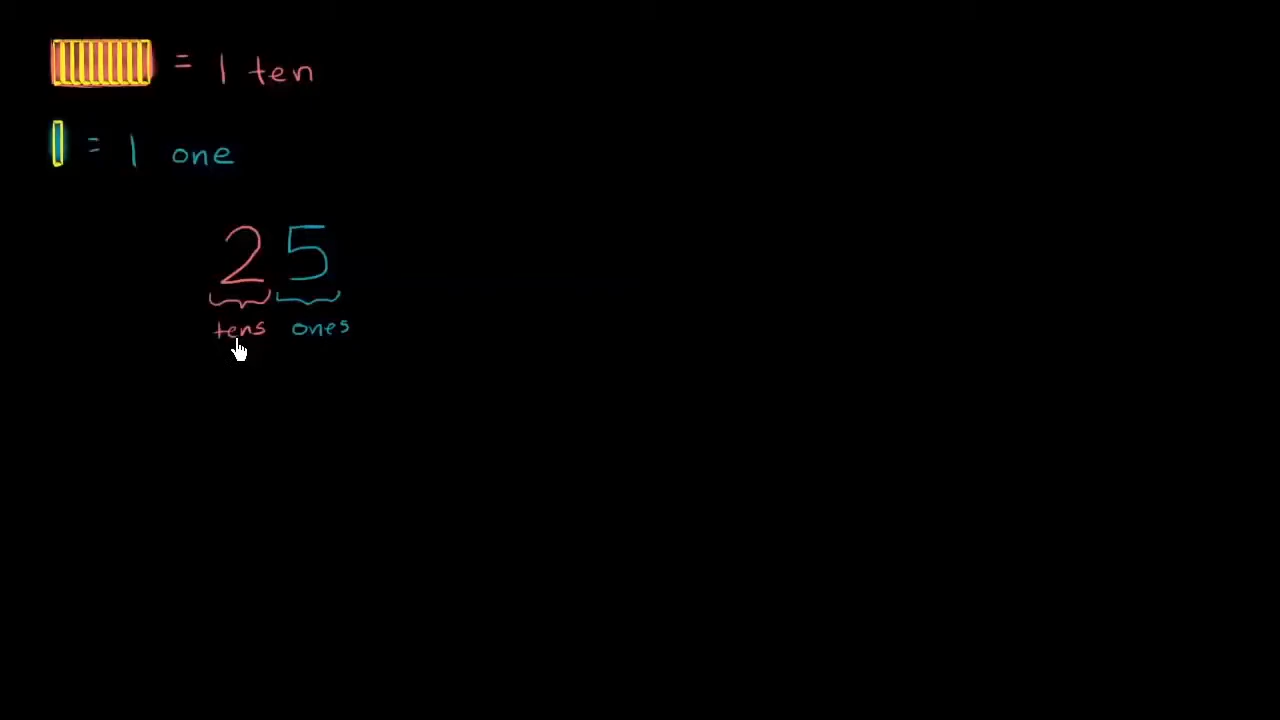 = 1 ten
= 1 one
25
tens ones